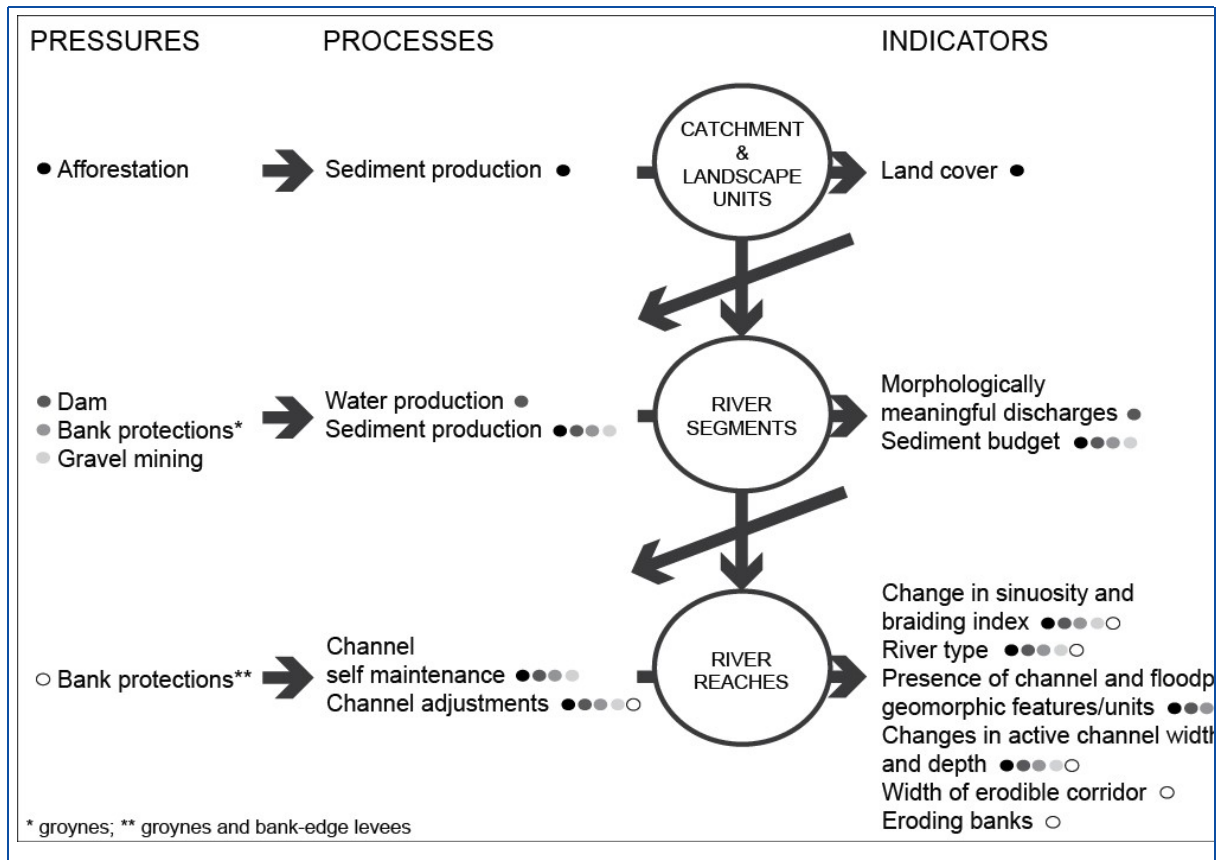 PRESSURES
PROCESSES
INDICATORS
Afforestation
Sediment production
CATCHMENT
&
LANDSCAPE
UNITS
Land cover
Dam
Bank protections*
Gravel mining
Water production
Sediment production
RIVER
SEGMENTS
Morphologically
meaningful discharges
Sediment budget
Bank protections**
Channel
self maintenance
Channel adjustments
RIVER
REACHES
Change in sinuosity and
braiding index
River type
Presence of channel and floodp
geomorphic features/units
Changes in active channel width
and depth
Width of erodible corridor
Eroding banks
* groynes; ** groynes and bank-edge levees